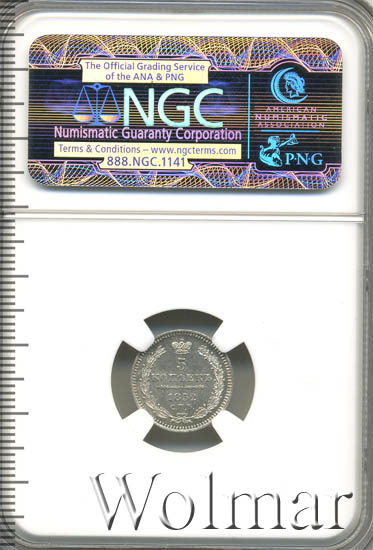 The Official Grading Service
of the ANA & PNG
NGC
Numismatic Guaranty Corporation
Terms & Conditions – www.ngcterms.com
888.NGC.1141
AMERICAN
NUMISMATIC
ASSOCIATION
P·N·G
5
КОПѢЕКЪ
Wolmar